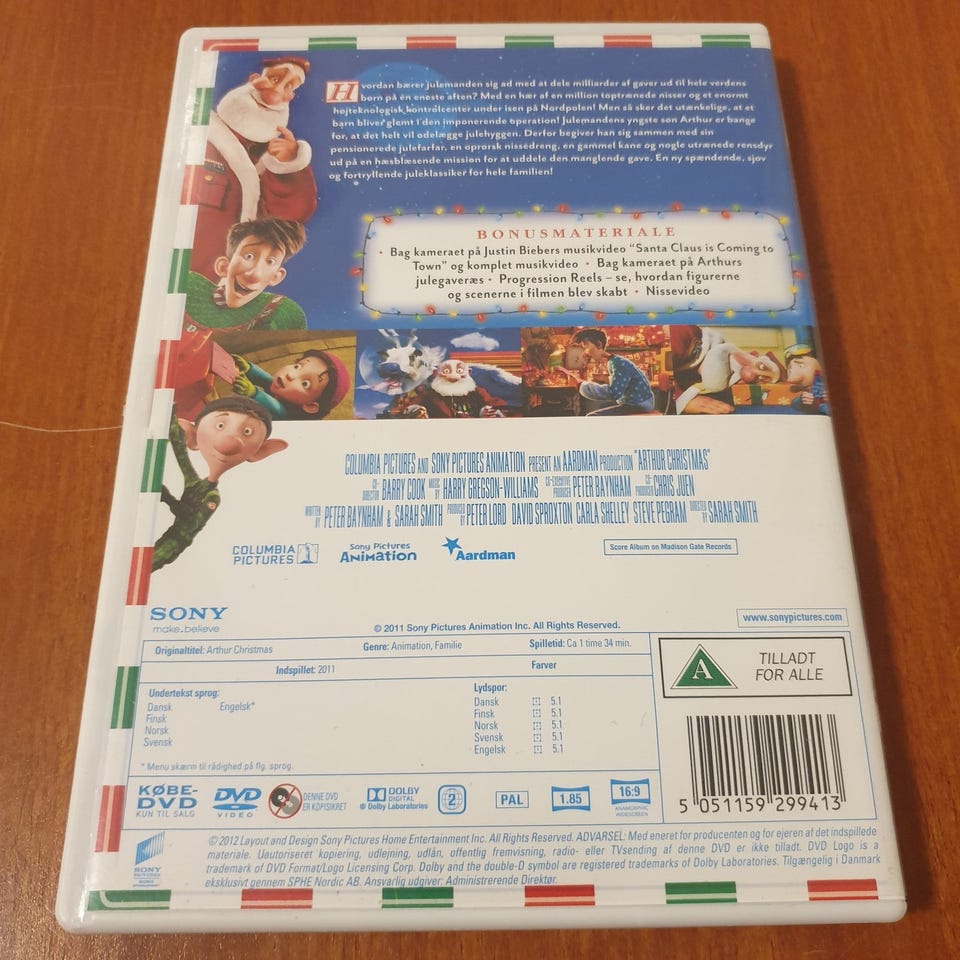 Hvordan bærer julemanden sig ad med at dele milliarder af gaver ud til hele verdens
børn på én eneste aften? Med en hær af en million toptrænede nisser og et enormt
højteknologisk kontrolcenter under isen på Nordpolen! Men så sker det utænkelige, at et
barn bliver glemt i den imponerende operation! Julemandens yngste søn Arthur er bange
for, at det helt vil ødelægge julehyggen. Derfor begiver han sig sammen med sin
pensionerede julefarfar, en oprørsk nissedreng, en gammel kane og nogle utrænede rensdyr
ud på en hæsblæsende mission for at uddele den manglende gave. En ny spændende, sjov
og fortryllende juleklassiker for hele familien!
BONUSMATERIALE
• Bag kameraet på Justin Biebers musikvideo "Santa Claus is Coming to
Town" og komplet musikvideo • Bag kameraet på Arthurs
julegaveræs • Progression Reels – se, hvordan figurerne
og scenerne i filmen blev skabt • Nissevideo
COLUMBIA PICTURES AND SONY PICTURES ANIMATION PRESENT AN AARDMAN PRODUCTION "ARTHUR CHRISTMAS"
CO-DIRECTOR BARRY COOK MUSIC BY HARRY GREGSON-WILLIAMS CO-EXECUTIVE PRODUCER PETER BAYNHAM CO-PRODUCER CHRIS JUEN
WRITTEN BY PETER BAYNHAM & SARAH SMITH PRODUCED BY PETER LORD DAVID SPROXTON CARLA SHELLEY STEVE PEGRAM DIRECTED BY SARAH SMITH
COLUMBIA PICTURES
Sony Pictures ANIMATION
Aardman
Score Album on Madison Gate Records
SONY
make.believe
© 2011 Sony Pictures Animation Inc. All Rights Reserved.
www.sonypictures.com
Originaltitel: Arthur Christmas Genre: Animation, Familie Spilletid: Ca 1 time 34 min.
Indspillet: 2011 Farver
A
TILLADT
FOR ALLE
Undertekst sprog:
Dansk Engelsk*
Finsk
Norsk
Svensk
* Menu skærm til rådighed på flg. sprog.
Lydspor:
Dansk 5.1
Finsk 5.1
Norsk 5.1
Svensk 5.1
Engelsk 5.1
5 051159 299413
KØBE-
DVD
KUN TIL SALG
DVD
VIDEO
DENNE DVD
ER KOPISIKRET
DOLBY
DIGITAL
© Dolby Laboratories
2
PAL
1.85
16:9
ANAMORPHIC
WIDESCREEN
SONY
© 2012 Layout and Design Sony Pictures Home Entertainment Inc. All Rights Reserved. ADVARSEL: Med eneret for producenten og for ejeren af det indspillede
materiale. Uautoriseret kopiering, udlejning, udlån, offentlig fremvisning, radio- eller TVsending af denne DVD er ikke tilladt. DVD Logo is a
trademark of DVD Format/Logo Licensing Corp. Dolby and the double-D symbol are registered trademarks of Dolby Laboratories. Tilgængelig i Danmark
eksklusivt gennem SPHE Nordic AB. Ansvarlig udgiver: Administrerende Direktør.